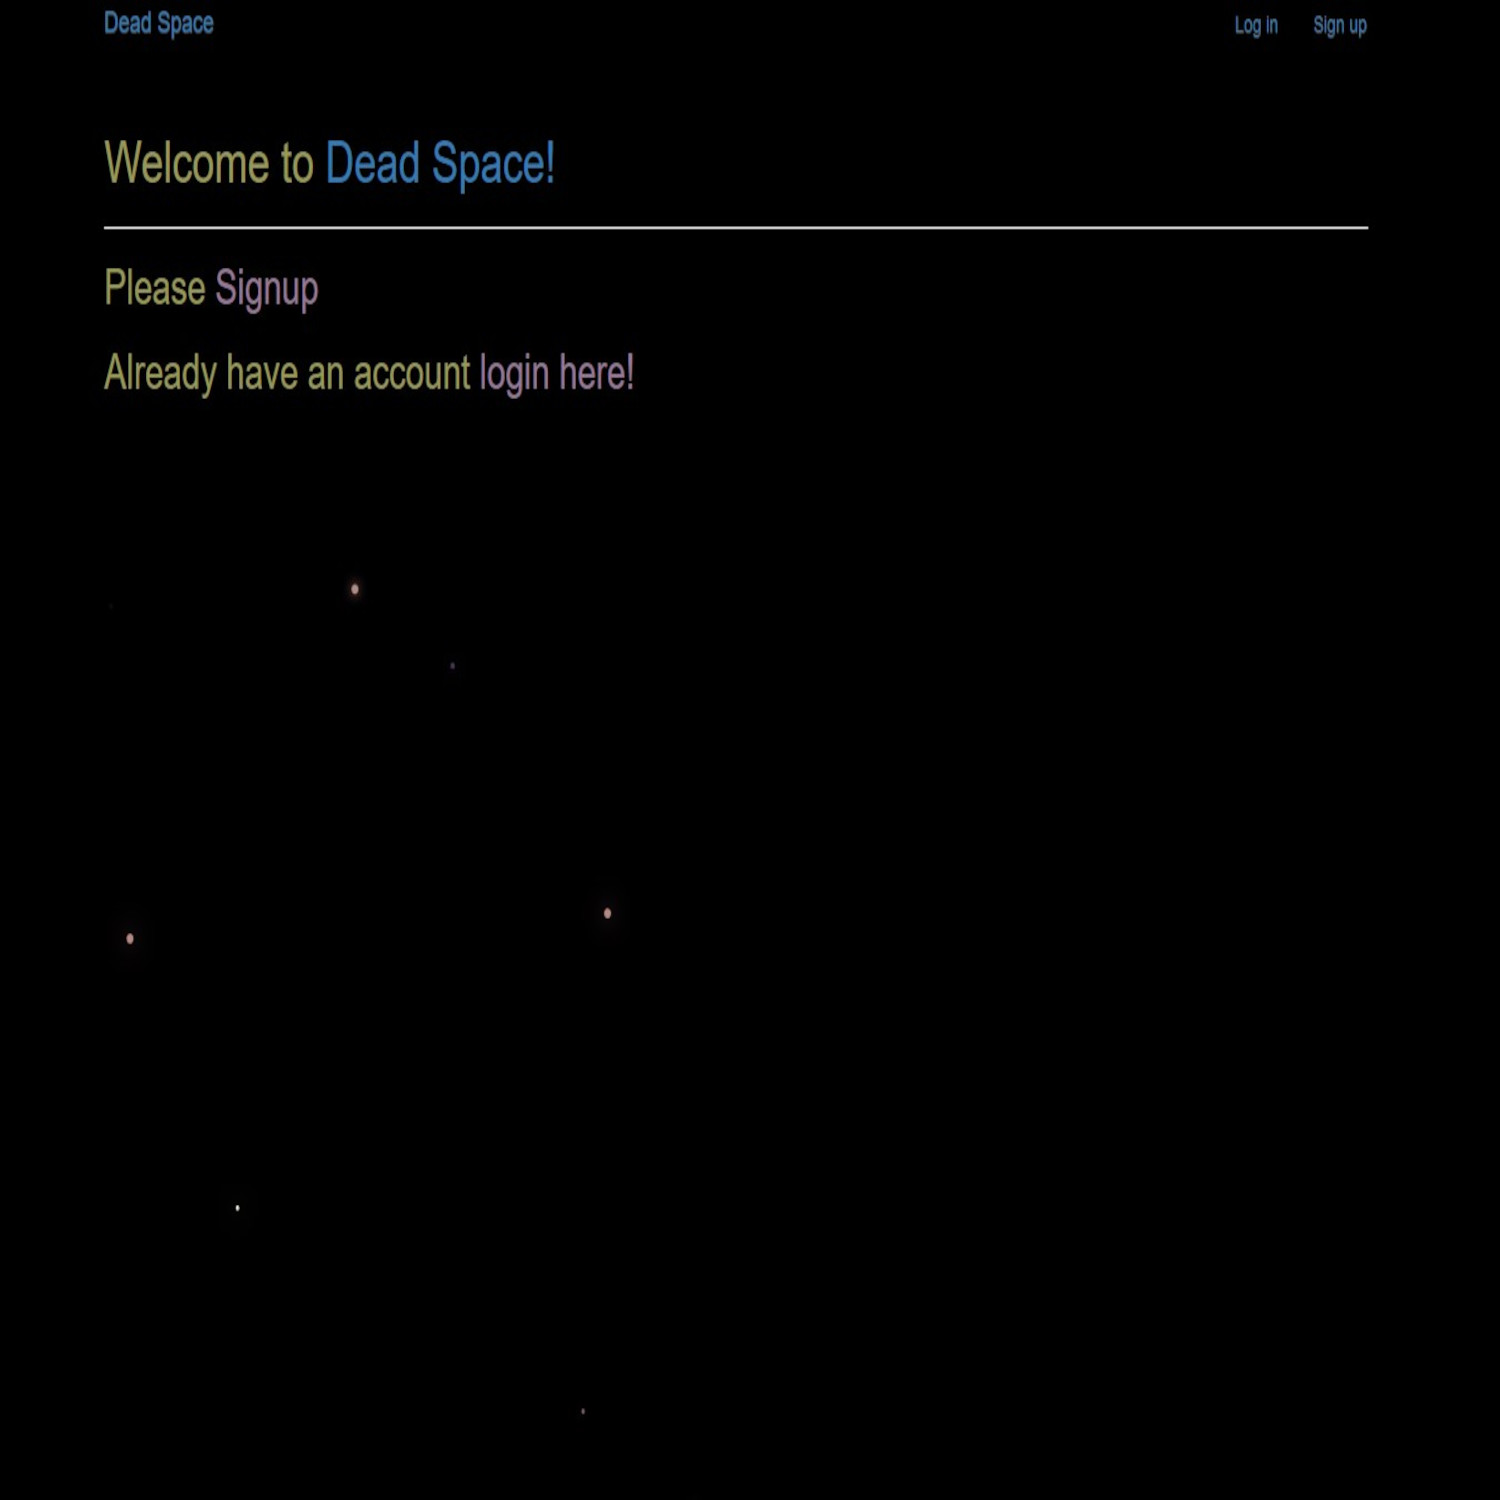 Dead Space
Log in
Sign up
Welcome to Dead Space!
Please Signup
Already have an account login here!